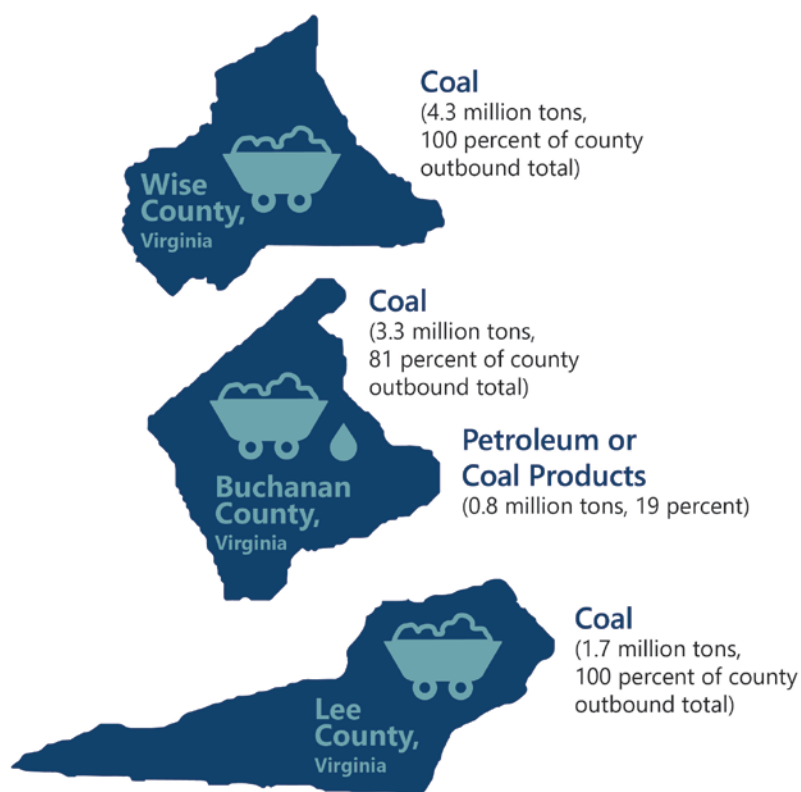 Coal
(4.3 million tons,
100 percent of county
outbound total)
Wise
County,
Virginia
Coal
(3.3 million tons,
81 percent of county
outbound total)
Petroleum or
Coal Products
(0.8 million tons, 19 percent)
Buchanan
County,
Virginia
Coal
(1.7 million tons,
100 percent of county
outbound total)
Lee
County,
Virginia